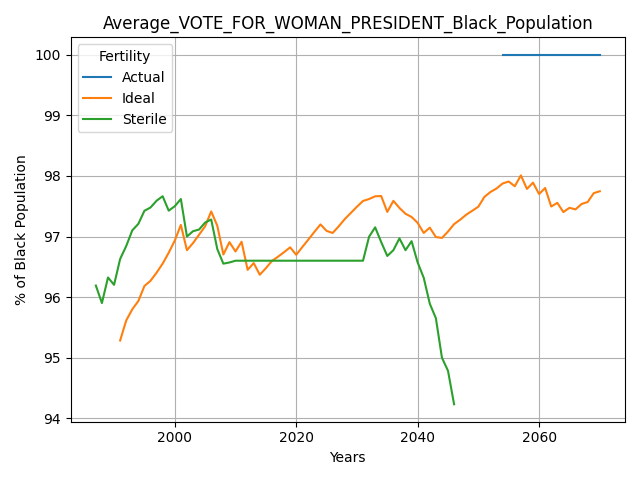 Average_VOTE_FOR_WOMAN_PRESIDENT_Black_Population
Fertility
Actual
Ideal
Sterile
% of Black Population
100
99
98
97
96
95
94
2000 2020 2040 2060
Years